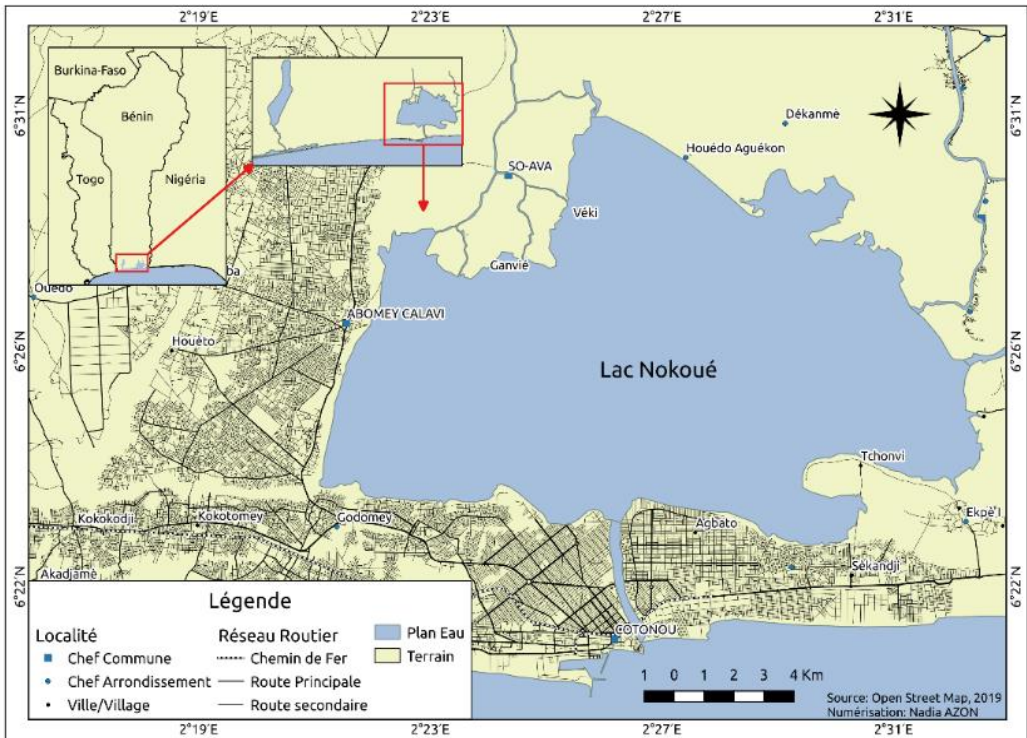 2°19′E 2°23′E 2°27′E 2°31′E
Burkina-Faso
Bénin
Togo
Nigéria
6°31′N 6°31′N
Dékanmè
Houédo Aguékon
SO-AVA
Véki
Ganvié
Ouèdo
ba
ABOMEY CALAVI
Houèto
6°26′N 6°26′N
Lac Nokoué
Tchonvi
Ekpè I
Kokokodji
Kokotomey
Godomey
Agbato
Akadjamè
Sékandji
6°22′N 6°22′N
COTONOU
Légende
Localité
Chef Commune
Chef Arrondissement
Ville/Village
Réseau Routier
Chemin de Fer
Route Principale
Route secondaire
Plan Eau
Terrain
1 0 1 2 3 4 Km
Source: Open Street Map, 2019
Numérisation: Nadia AZON
2°19′E 2°23′E 2°27′E 2°31′E